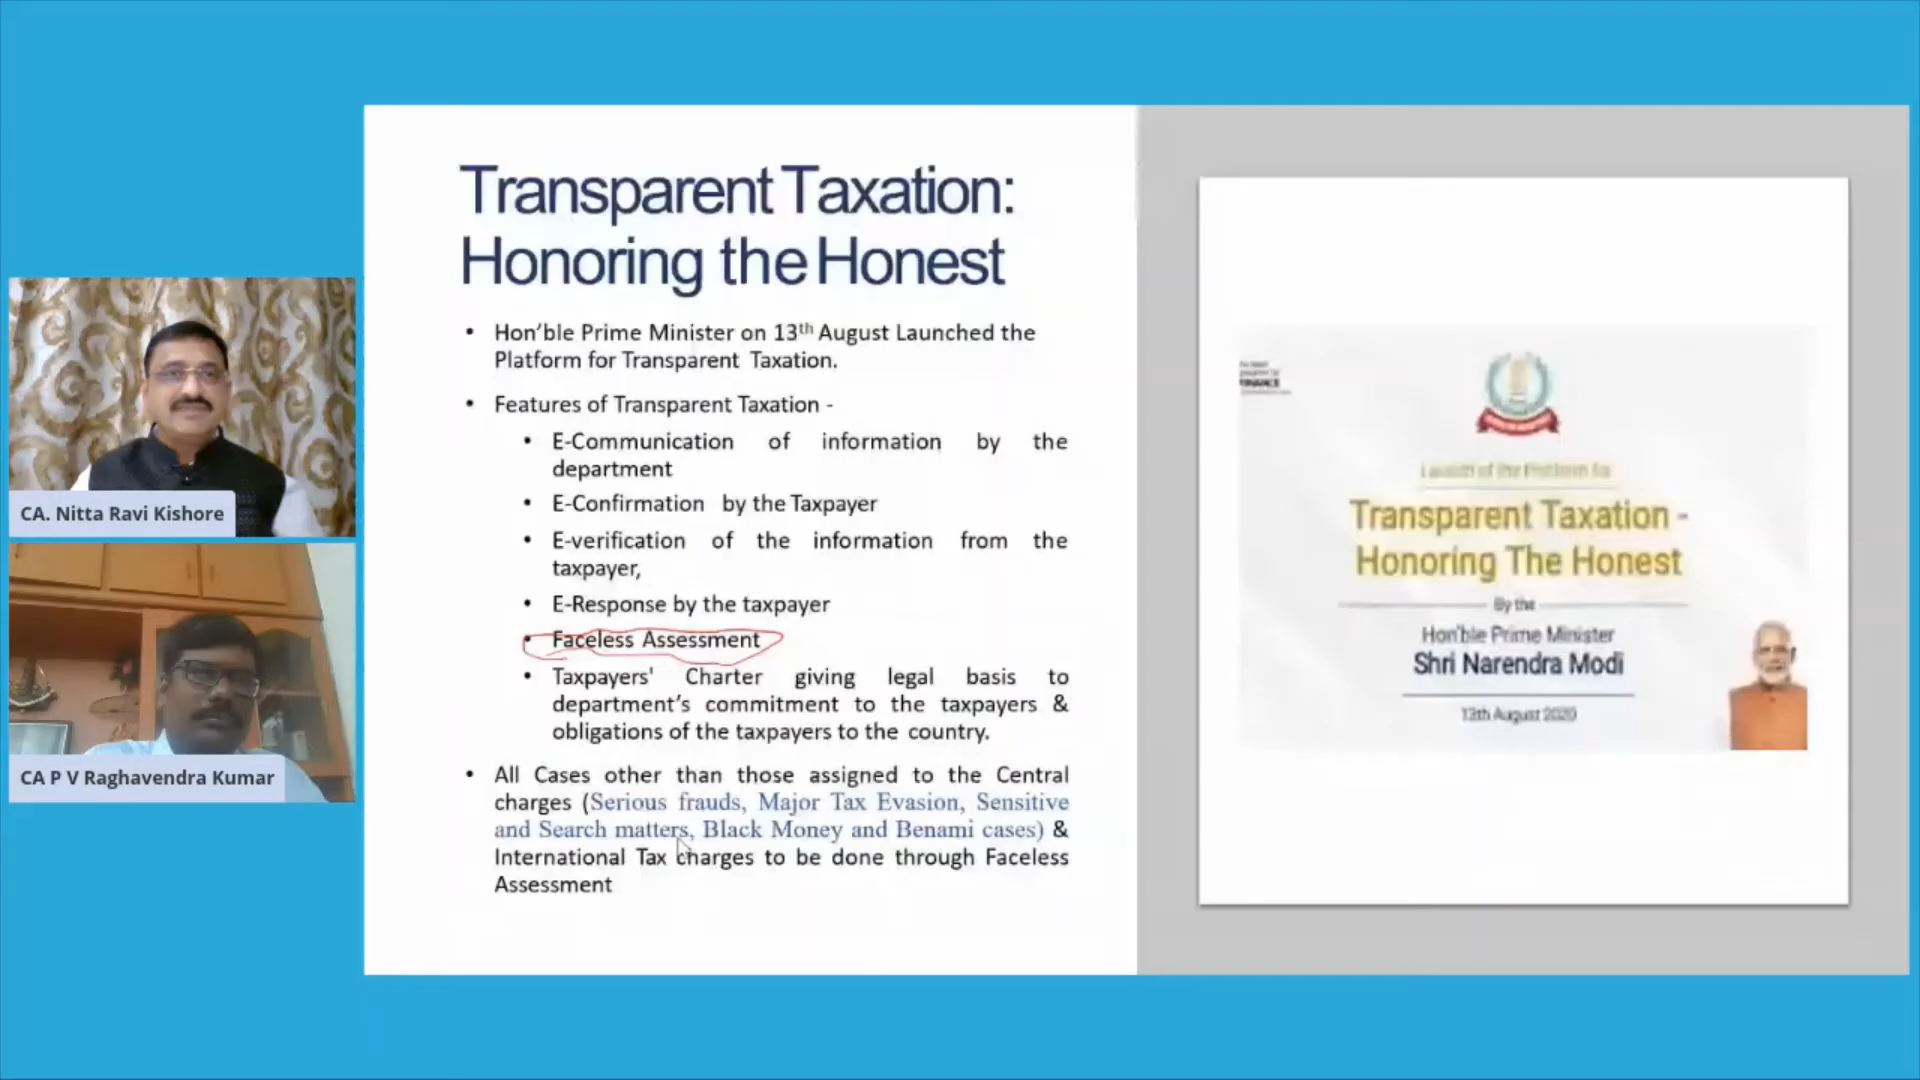 Transparent Taxation:
Honoring the Honest
• Hon'ble Prime Minister on 13th August Launched the
Platform for Transparent Taxation.
• Features of Transparent Taxation -
• E-Communication of information by the
department
• E-Confirmation by the Taxpayer
• E-verification of the information from the
taxpayer,
• E-Response by the taxpayer
• Faceless Assessment
• Taxpayers' Charter giving legal basis to
department's commitment to the taxpayers &
obligations of the taxpayers to the country.
• All Cases other than those assigned to the Central
charges (Serious frauds, Major Tax Evasion, Sensitive
and Search matters, Black Money and Benami cases) &
International Tax charges to be done through Faceless
Assessment
FINANCE
Launch of the Platform for
Transparent Taxation -
Honoring The Honest
By the
Hon'ble Prime Minister
Shri Narendra Modi
13th August 2020
CA. Nitta Ravi Kishore
CA P V Raghavendra Kumar